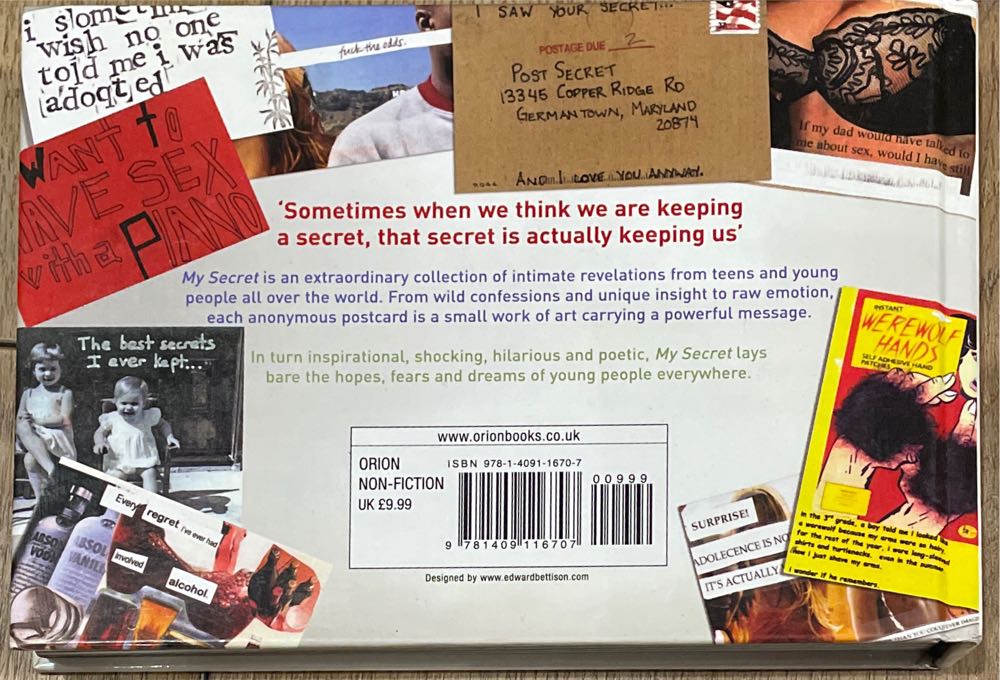 i sometimes
wish no one
told me i was
adopted
fuck the odds.
I SAW YOUR SECRET...
POSTAGE DUE 2
POST SECRET
13345 COPPER RIDGE RD
GERMANTOWN, MARYLAND
20874
AND I LOVE YOU ANYWAY.
If my dad would have talked to
me about sex, would I have still
WANT TO
HAVE SEX
with a PIANO
'Sometimes when we think we are keeping
a secret, that secret is actually keeping us'
My Secret is an extraordinary collection of intimate revelations from teens and young
people all over the world. From wild confessions and unique insight to raw emotion,
each anonymous postcard is a small work of art carrying a powerful message.
In turn inspirational, shocking, hilarious and poetic, My Secret lays
bare the hopes, fears and dreams of young people everywhere.
The best secrets
I ever kept...
INSTANT
WEREWOLF
HANDS
SELF ADHESIVE HAND
PATCHES
In the 3rd grade, a boy told me I looked
a werewolf because my arms were so hairy.
for the rest of the year, i wore long-sleeved
shirts and turtlenecks. even in the summer
now i just shave my arms.
i wonder if he remembers.
www.orionbooks.co.uk
ORION
NON-FICTION
UK £9.99
ISBN 978-1-4091-1670-7
00999
9 781409 116707
Designed by www.edwardbettison.com
ABSOLUT
VANIL
Every regret i've ever had
involved
alcohol.
SURPRISE!
ADOLECENCE IS NO
IT'S ACTUALLY
THAN YOU COULD EVER IMAGI